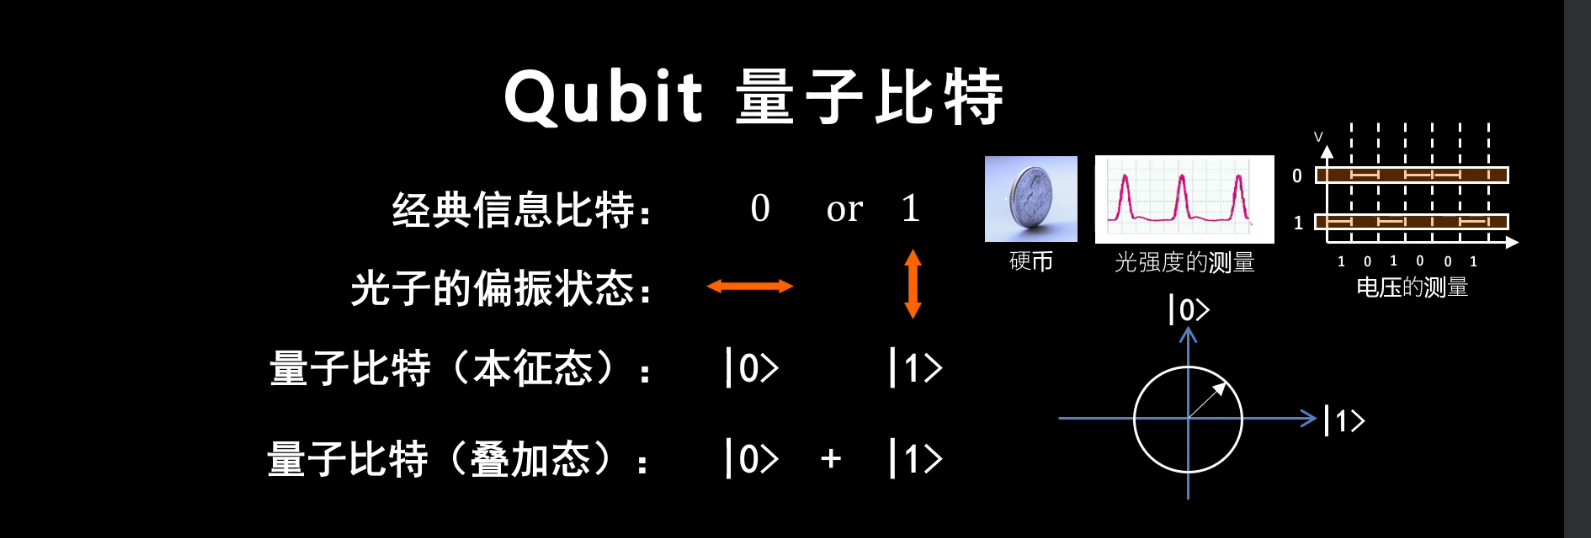 Qubit 量子比特
经典信息比特： 0 or 1
光子的偏振状态：
量子比特（本征态）： |0> |1>
量子比特（叠加态）： |0> + |1>
硬币
光强度的测量
V
0
1
1 0 1 0 0 1
电压的测量
|0>
|1>